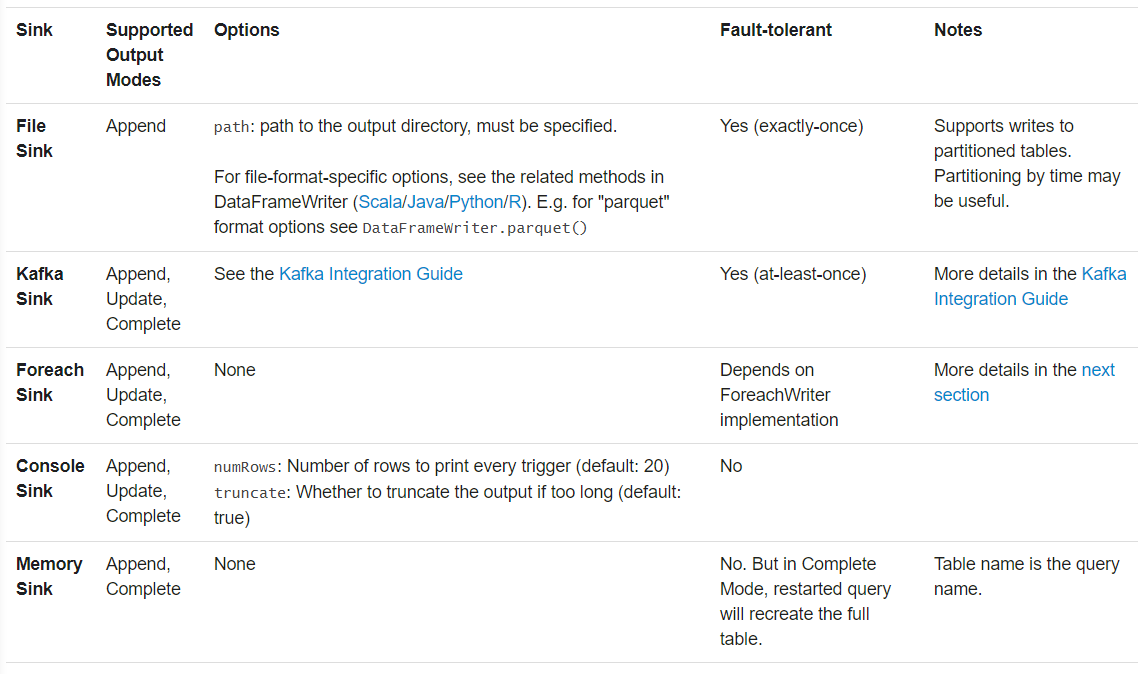 Sink
Supported
Output
Modes
Options
Fault-tolerant
Notes
File
Sink
Append
path: path to the output directory, must be specified.
For file-format-specific options, see the related methods in
DataFrameWriter (Scala/Java/Python/R). E.g. for "parquet"
format options see DataFrameWriter.parquet()
Yes (exactly-once)
Supports writes to
partitioned tables.
Partitioning by time may
be useful.
Kafka
Sink
Append,
Update,
Complete
See the Kafka Integration Guide
Yes (at-least-once)
More details in the Kafka
Integration Guide
Foreach
Sink
Append,
Update,
Complete
None
Depends on
ForeachWriter
implementation
More details in the next
section
Console
Sink
Append,
Update,
Complete
numRows: Number of rows to print every trigger (default: 20)
truncate: Whether to truncate the output if too long (default:
true)
No
Memory
Sink
Append,
Complete
None
No. But in Complete
Mode, restarted query
will recreate the full
table.
Table name is the query
name.